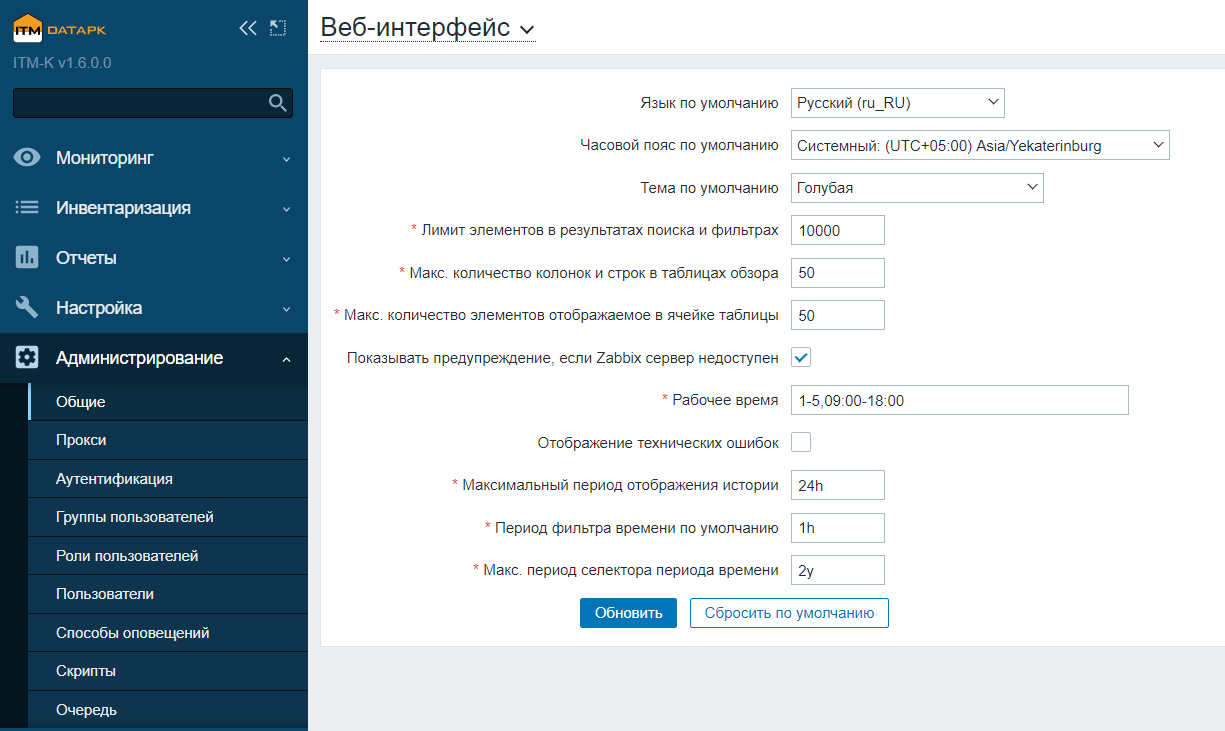 ITM DATAPK
ITM-K v1.6.0.0
Мониторинг
Инвентаризация
Отчеты
Настройка
Администрирование
Общие
Прокси
Аутентификация
Группы пользователей
Роли пользователей
Пользователи
Способы оповещений
Скрипты
Очередь
Веб-интерфейс
Язык по умолчанию Русский (ru_RU)
Часовой пояс по умолчанию Системный: (UTC+05:00) Asia/Yekaterinburg
Тема по умолчанию Голубая
* Лимит элементов в результатах поиска и фильтрах 10000
* Макс. количество колонок и строк в таблицах обзора 50
* Макс. количество элементов отображаемое в ячейке таблицы 50
Показывать предупреждение, если Zabbix сервер недоступен
* Рабочее время 1-5,09:00-18:00
Отображение технических ошибок
* Максимальный период отображения истории 24h
* Период фильтра времени по умолчанию 1h
* Макс. период селектора периода времени 2y
Обновить Сбросить по умолчанию